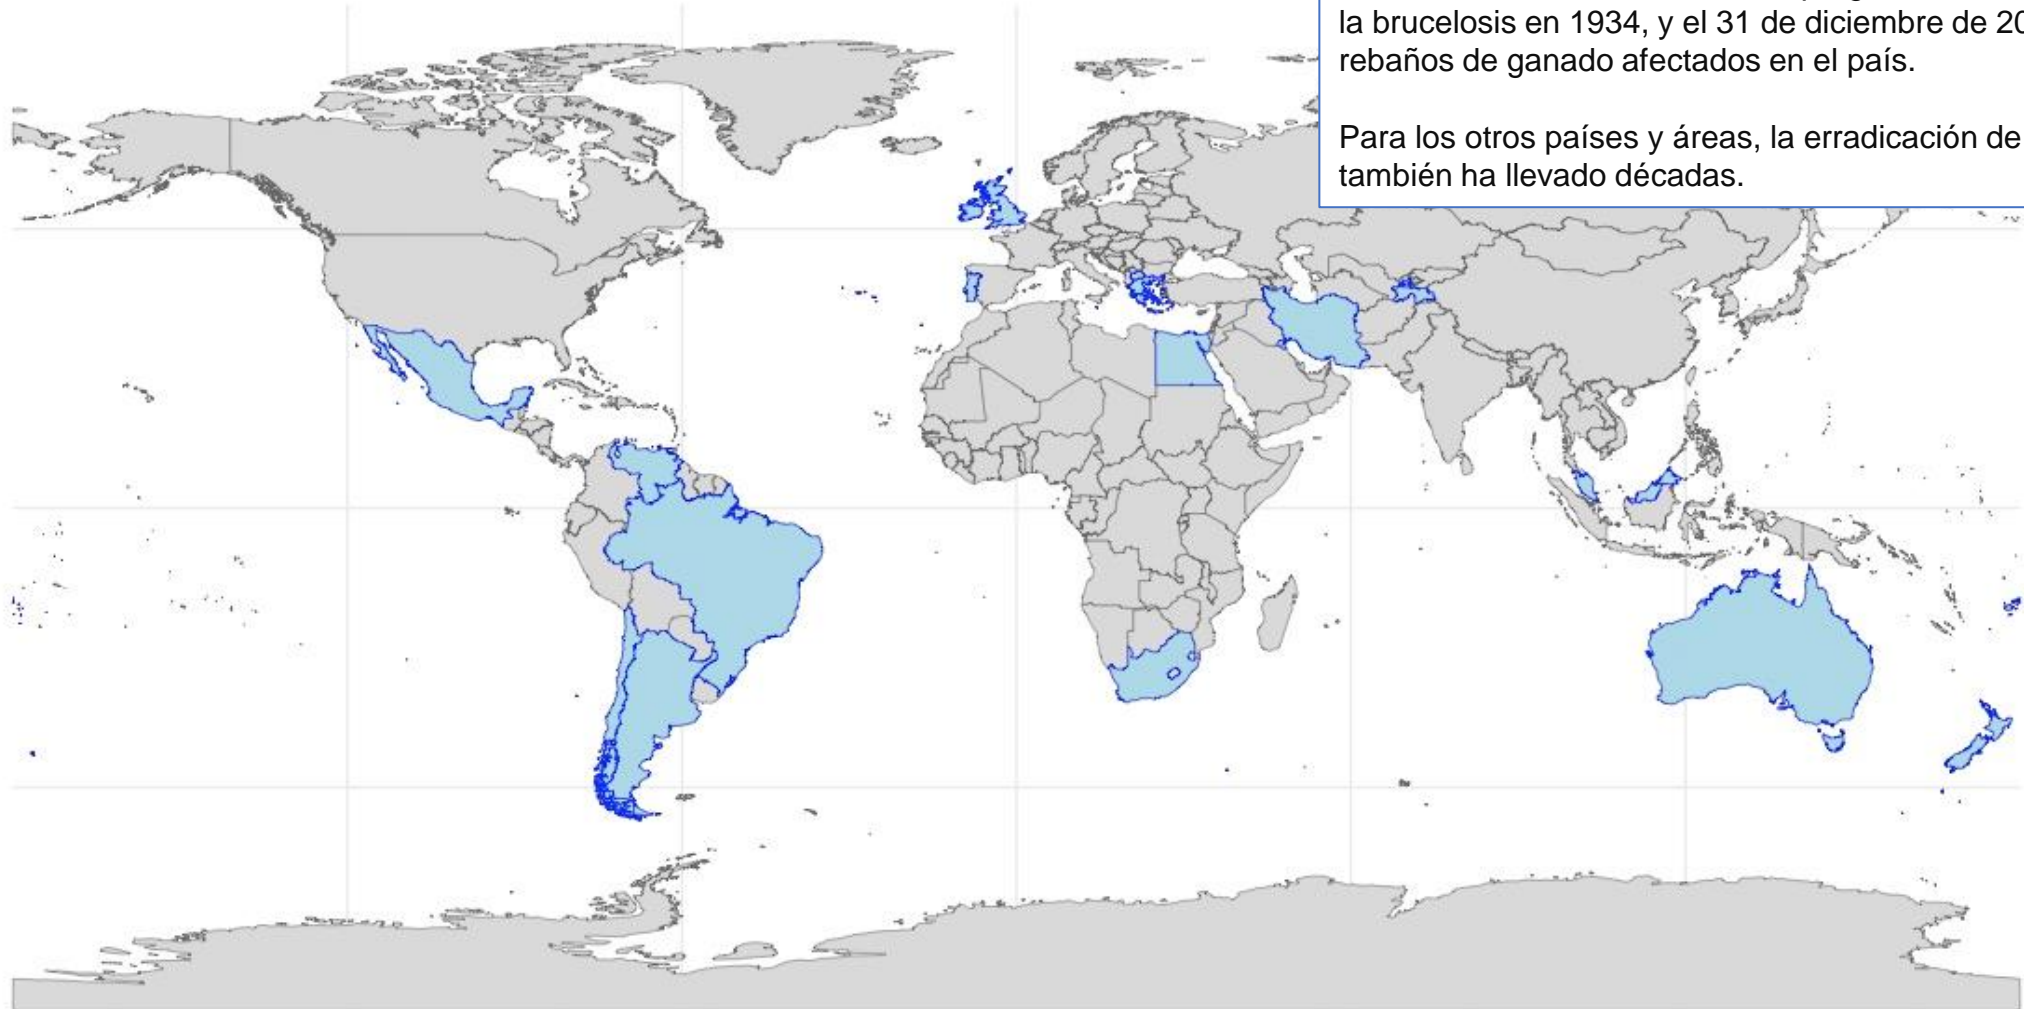 la brucelosis en 1934, y el 31 de diciembre de 20
rebaños de ganado afectados en el país.
Para los otros países y áreas, la erradicación de
también ha llevado décadas.